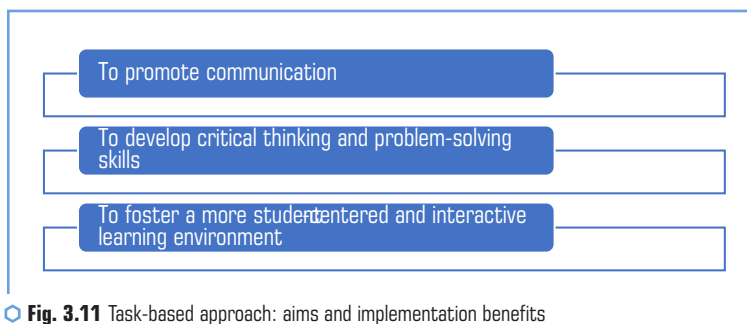 To promote communication
To develop critical thinking and problem-solving
skills
To foster a more student-centered and interactive
learning environment
Fig. 3.11 Task-based approach: aims and implementation benefits